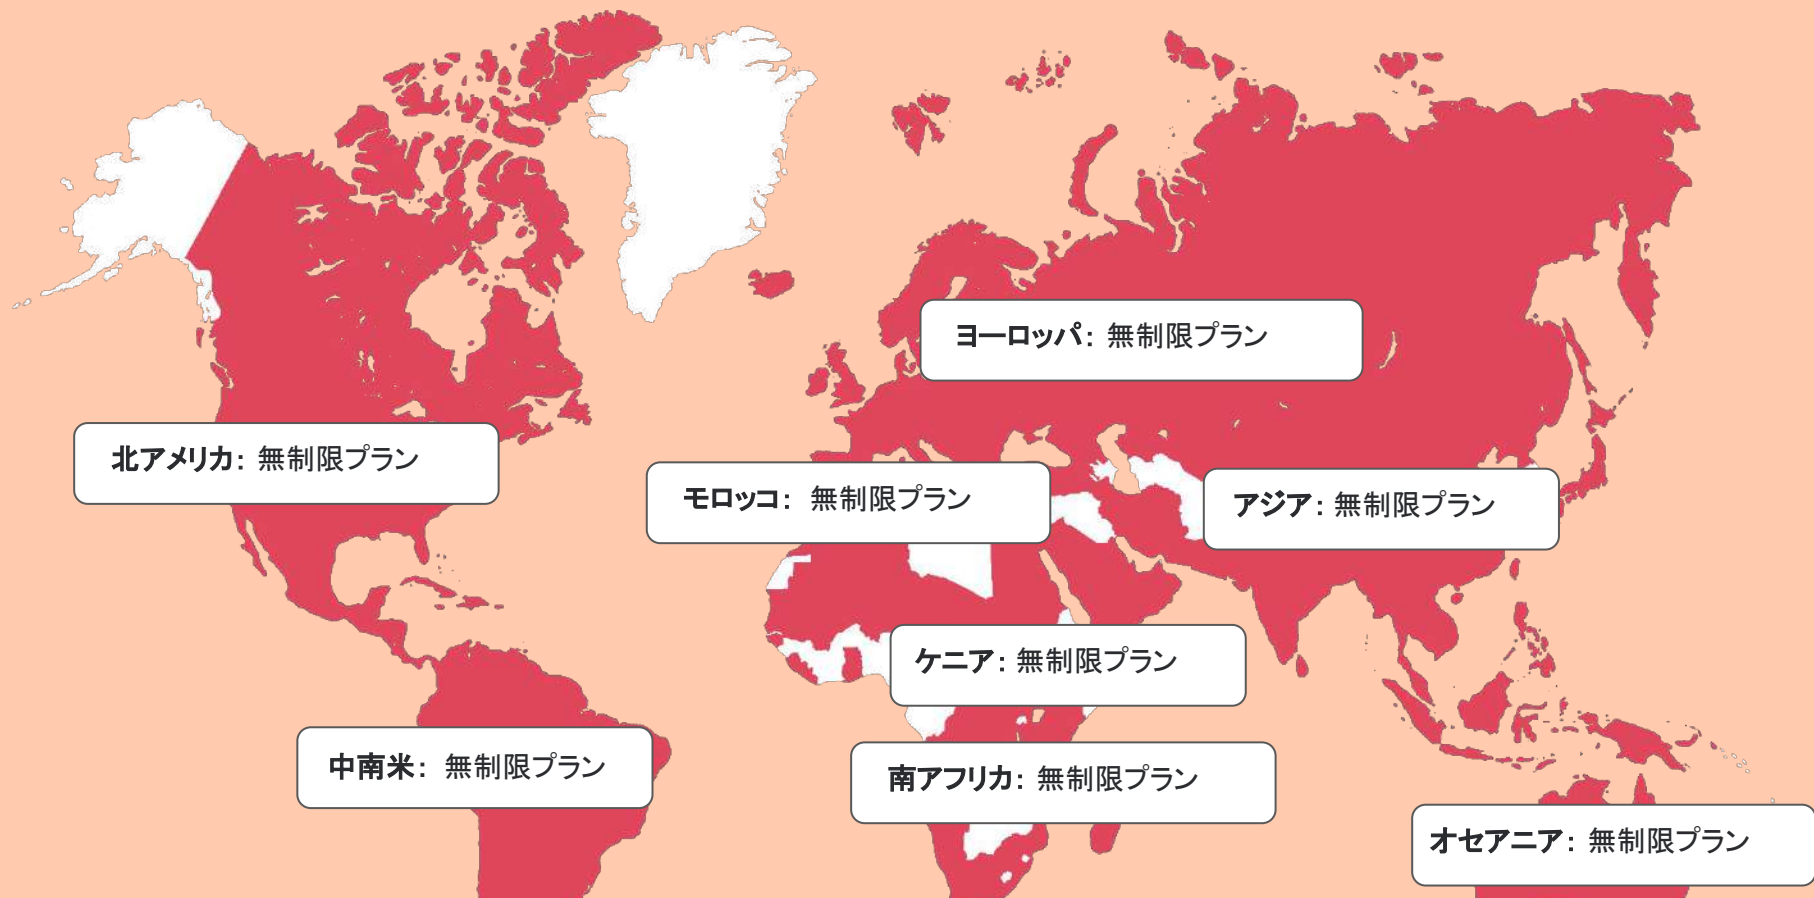 ヨーロッパ: 無制限プラン
北アメリカ: 無制限プラン
モロッコ: 無制限プラン
アジア: 無制限プラン
ケニア: 無制限プラン
中南米: 無制限プラン
南アフリカ: 無制限プラン
オセアニア: 無制限プラン